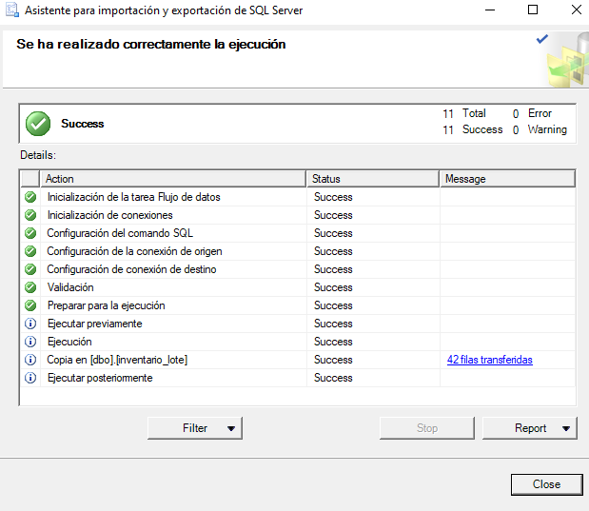 Asistente para importación y exportación de SQL Server
Se ha realizado correctamente la ejecución
Success
11 Total 0 Error
11 Success 0 Warning
Details:
Action Status Message
Inicialización de la tarea Flujo de datos Success
Inicialización de conexiones Success
Configuración del comando SQL Success
Configuración de la conexión de origen Success
Configuración de conexión de destino Success
Validación Success
Preparar para la ejecución Success
Ejecutar previamente Success
Ejecución Success
Copia en [dbo].[inventario_lote] Success 42 filas transferidas
Ejecutar posteriormente Success
Filter Stop Report
Close